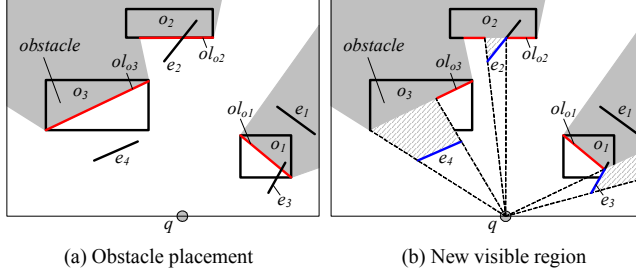 o2
obstacle
olo3
e2
olo2
o3
olo1
e1
o1
e4
e3
q
(a) Obstacle placement
o2
obstacle
olo3
e2
olo2
o3
olo1
e1
o1
e4
e3
q
(b) New visible region